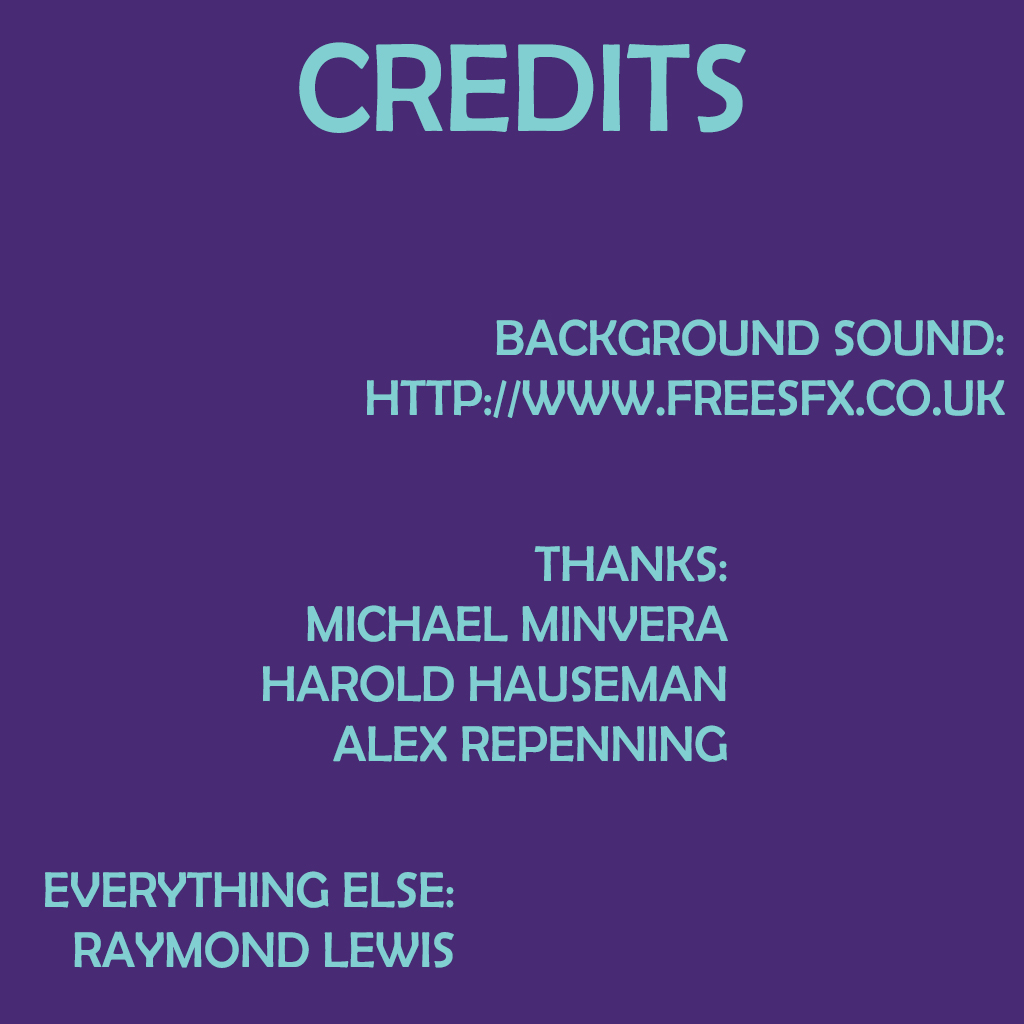 CREDITS
BACKGROUND SOUND:
HTTP://WWW.FREESFX.CO.UK
THANKS:
MICHAEL MINVERA
HAROLD HAUSEMAN
ALEX REPENNING
EVERYTHING ELSE:
RAYMOND LEWIS